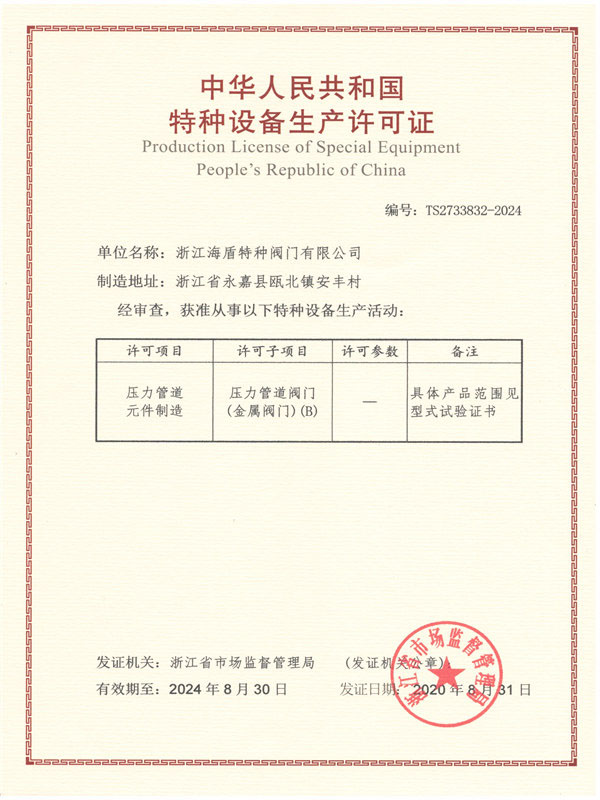 中华人民共和国
特种设备生产许可证
Production License of Special Equipment
People's Republic of China
编号：TS2733832-2024
单位名称：浙江海盾特种阀门有限公司
制造地址：浙江省永嘉县瓯北镇安丰村
经审查，获准从事以下特种设备生产活动：
许可项目 许可子项目 许可参数 备注
压力管道 压力管道阀门 — 具体产品范围见
元件制造 (金属阀门)(B) 型式试验证书
发证机关：浙江省市场监督管理局 （发证机关公章）
有效期至：2024 年 8 月 30 日 发证日期：2020 年 8 月 31 日
浙江省市场监督管理局